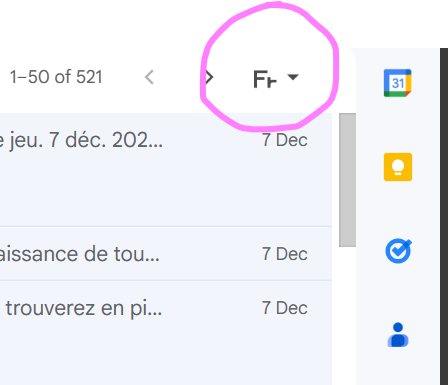 1–50 of 521
Fr
31
e jeu. 7 déc. 202...
7 Dec
aissance de tou...
7 Dec
trouverez en pi...
7 Dec